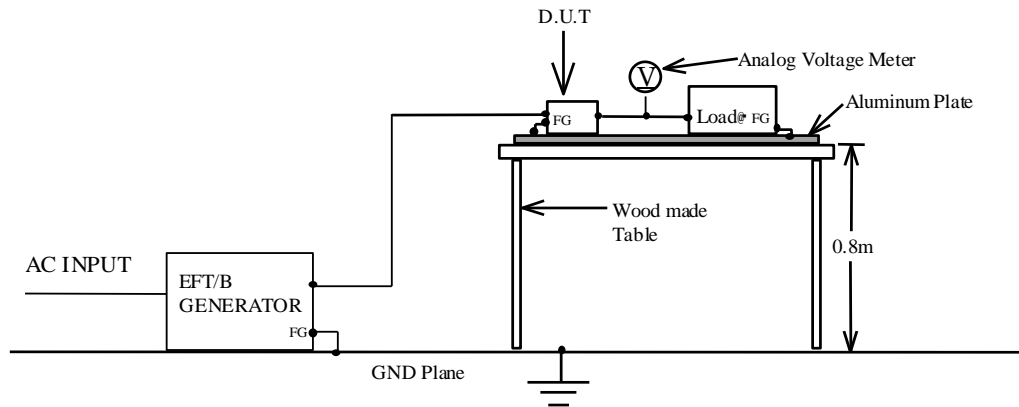 D.U.T
Analog Voltage Meter
V
Aluminum Plate
FG
Load@ FG
Wood made
Table
0.8m
AC INPUT
EFT/B
GENERATOR
FG
GND Plane